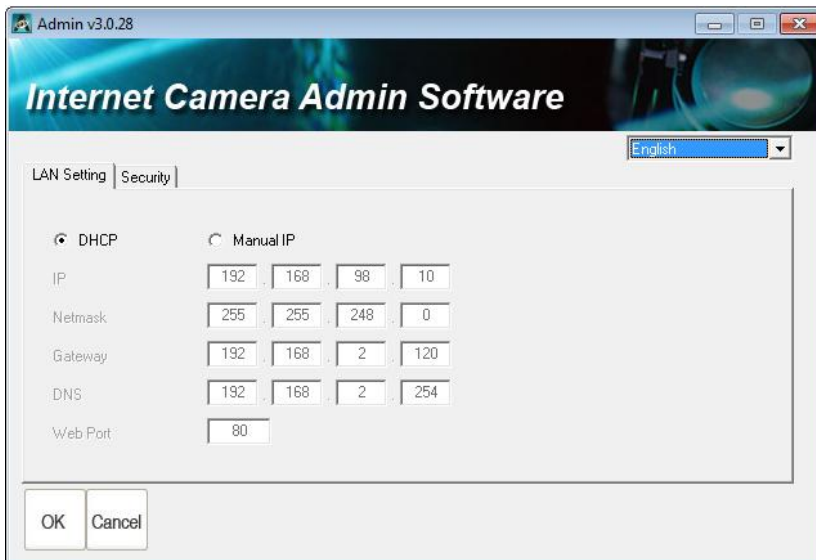 Admin v3.0.28
Internet Camera Admin Software
English
LAN Setting Security
DHCP Manual IP
IP 192 . 168 . 98 . 10
Netmask 255 . 255 . 248 . 0
Gateway 192 . 168 . 2 . 120
DNS 192 . 168 . 2 . 254
Web Port 80
OK Cancel